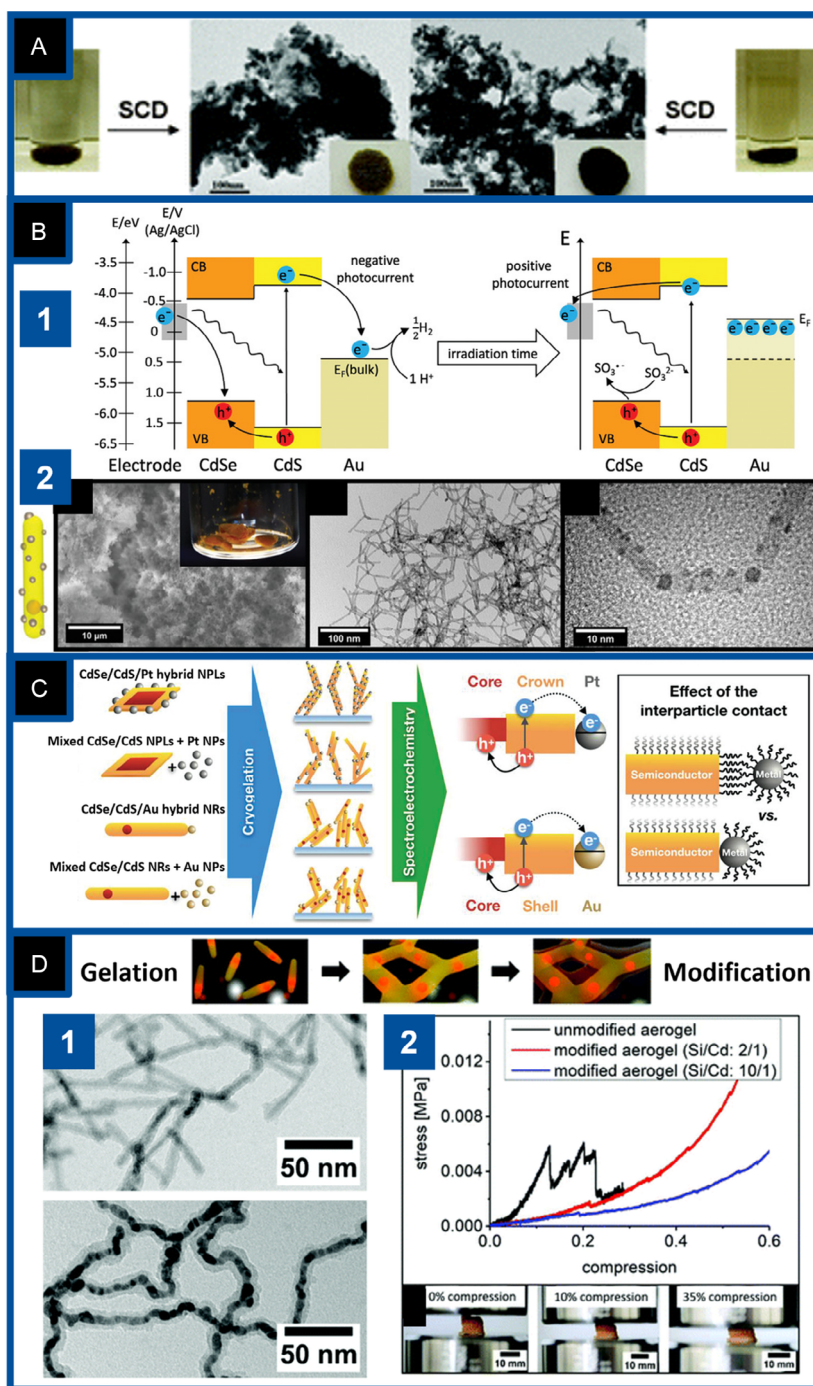 A
SCD
SCD
100nm
100nm
B
1
E/eV
E/V
(Ag/AgCl)
-3.5
-4.0
-4.5
-5.0
-5.5
-6.0
-6.5
-1.0
-0.5
0
0.5
1.0
1.5
CB
e⁻
negative
photocurrent
e⁻
e⁻
½H₂
1 H⁺
E_F(bulk)
h⁺
h⁺
VB
Electrode
CdSe
CdS
Au
irradiation time
E
positive
photocurrent
CB
e⁻
e⁻
E_F
e⁻ e⁻ e⁻ e⁻
SO₃•⁻
SO₃²⁻
h⁺
h⁺
VB
CdSe
CdS
Au
2
10 µm
100 nm
10 nm
C
CdSe/CdS/Pt hybrid NPLs
Mixed CdSe/CdS NPLs + Pt NPs
+
CdSe/CdS/Au hybrid NRs
Mixed CdSe/CdS NRs + Au NPs
+
Cryogelation
Spectroelectrochemistry
Core
Crown
Pt
e⁻
e⁻
h⁺
h⁺
e⁻
e⁻
h⁺
h⁺
Core
Shell
Au
Effect of the
interparticle contact
Semiconductor
Metal
vs.
Semiconductor
Metal
D
Gelation
Modification
1
50 nm
50 nm
2
unmodified aerogel
modified aerogel (Si/Cd: 2/1)
modified aerogel (Si/Cd: 10/1)
stress [MPa]
0.012
0.008
0.004
0.000
0.0
0.2
0.4
0.6
compression
0% compression
10% compression
35% compression
10 mm
10 mm
10 mm